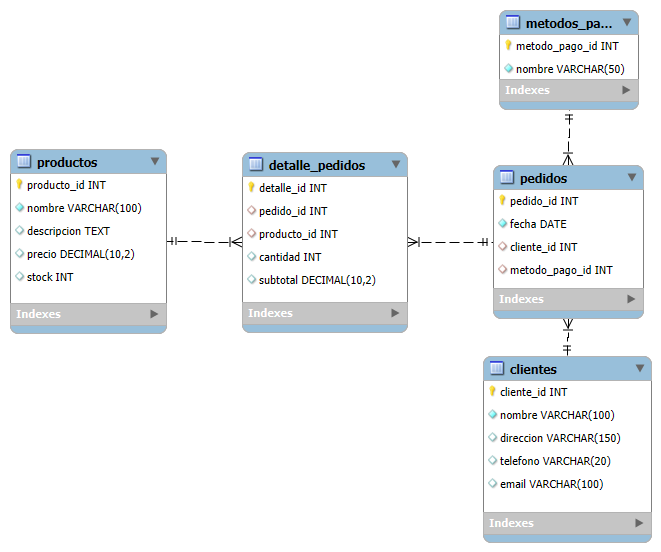 metodos_pa...
metodo_pago_id INT
nombre VARCHAR(50)
Indexes
productos
producto_id INT
nombre VARCHAR(100)
descripcion TEXT
precio DECIMAL(10,2)
stock INT
Indexes
detalle_pedidos
detalle_id INT
pedido_id INT
producto_id INT
cantidad INT
subtotal DECIMAL(10,2)
Indexes
pedidos
pedido_id INT
fecha DATE
cliente_id INT
metodo_pago_id INT
Indexes
clientes
cliente_id INT
nombre VARCHAR(100)
direccion VARCHAR(150)
telefono VARCHAR(20)
email VARCHAR(100)
Indexes